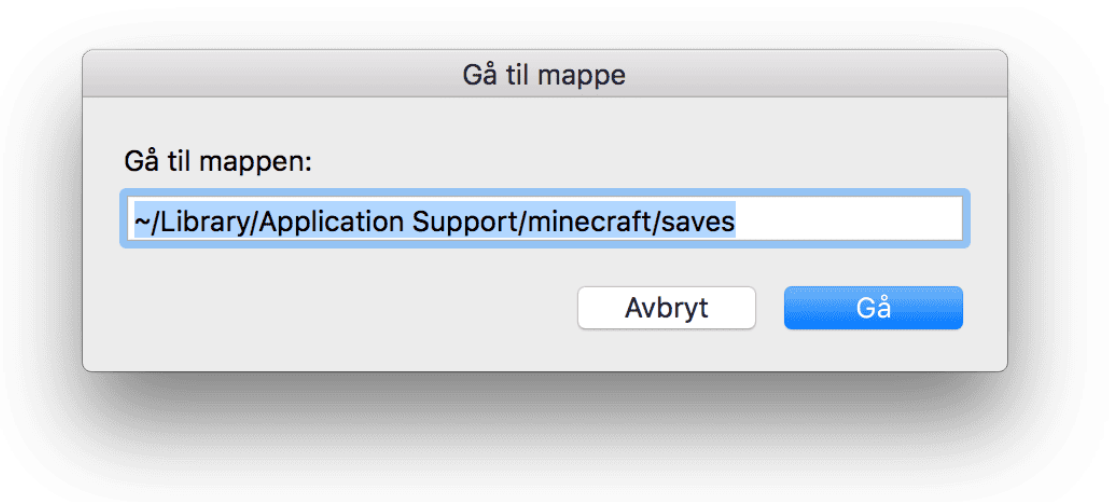 Gå til mappe
Gå til mappen:
~/Library/Application Support/minecraft/saves
Avbryt Gå